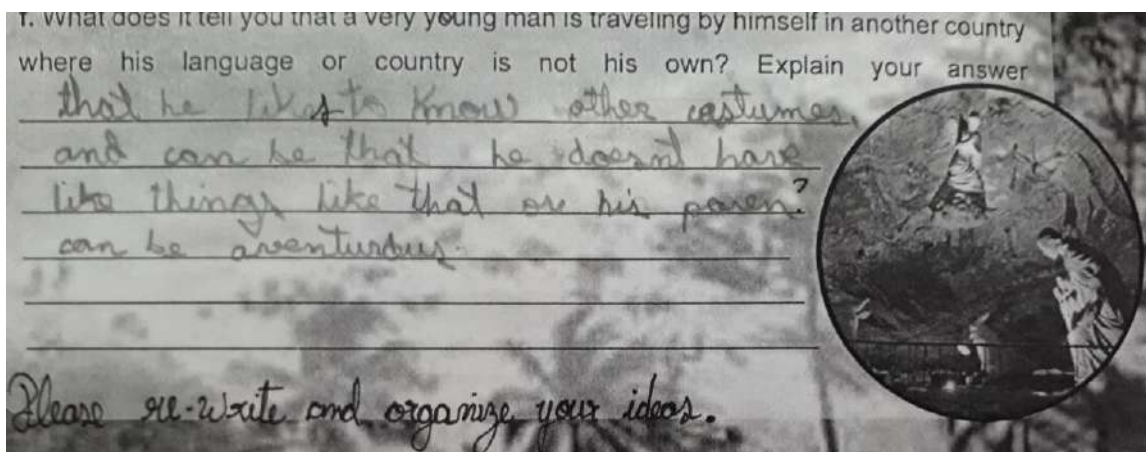 f. What does it tell you that a very young man is traveling by himself in another country
where his language or country is not his own? Explain your answer
that he likes to know other costumes,
and can be that he doesnt have
like things like that or his paren ?
can be aventurous.
Please re-write and organize your ideas.